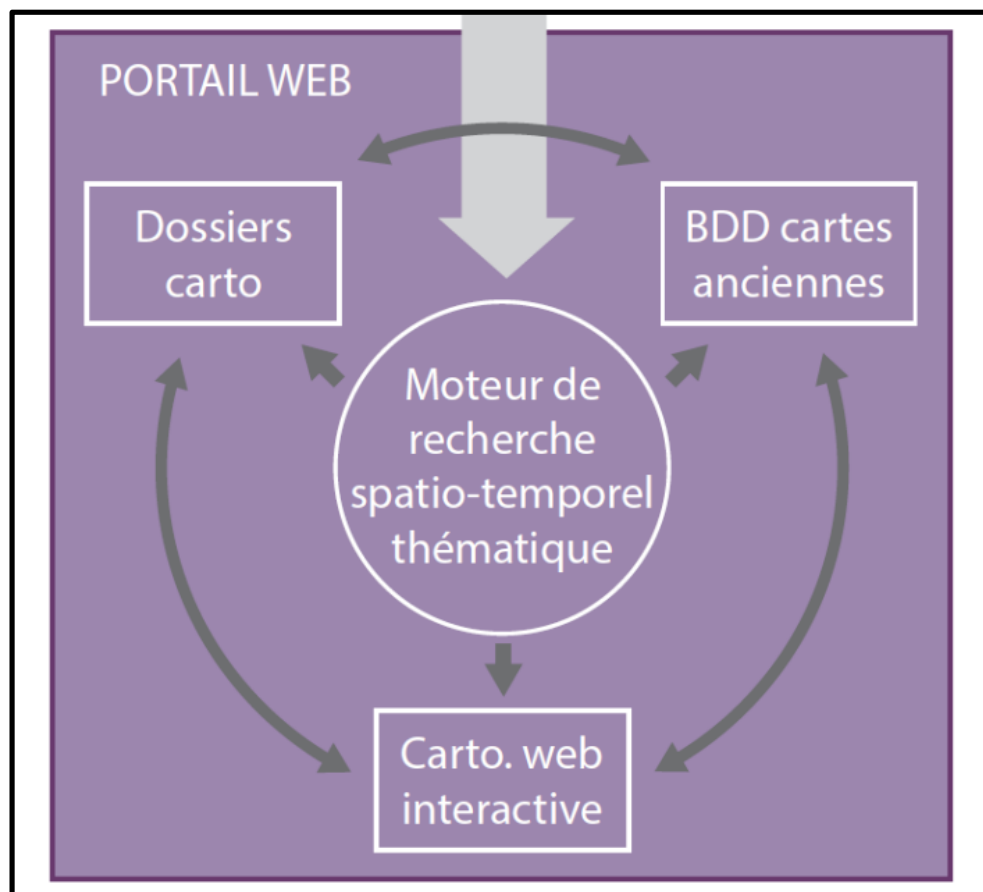 PORTAIL WEB
Dossiers
carto
BDD cartes
anciennes
Moteur de
recherche
spatio-temporel
thématique
Carto. web
interactive